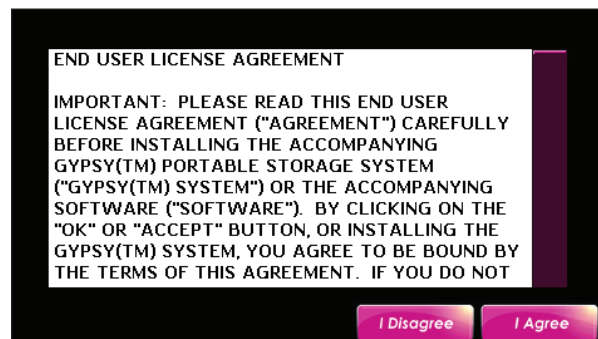 END USER LICENSE AGREEMENT
IMPORTANT: PLEASE READ THIS END USER
LICENSE AGREEMENT ("AGREEMENT") CAREFULLY
BEFORE INSTALLING THE ACCOMPANYING
GYPSY(TM) PORTABLE STORAGE SYSTEM
("GYPSY(TM) SYSTEM") OR THE ACCOMPANYING
SOFTWARE ("SOFTWARE"). BY CLICKING ON THE
"OK" OR "ACCEPT" BUTTON, OR INSTALLING THE
GYPSY(TM) SYSTEM, YOU AGREE TO BE BOUND BY
THE TERMS OF THIS AGREEMENT. IF YOU DO NOT
I Disagree I Agree